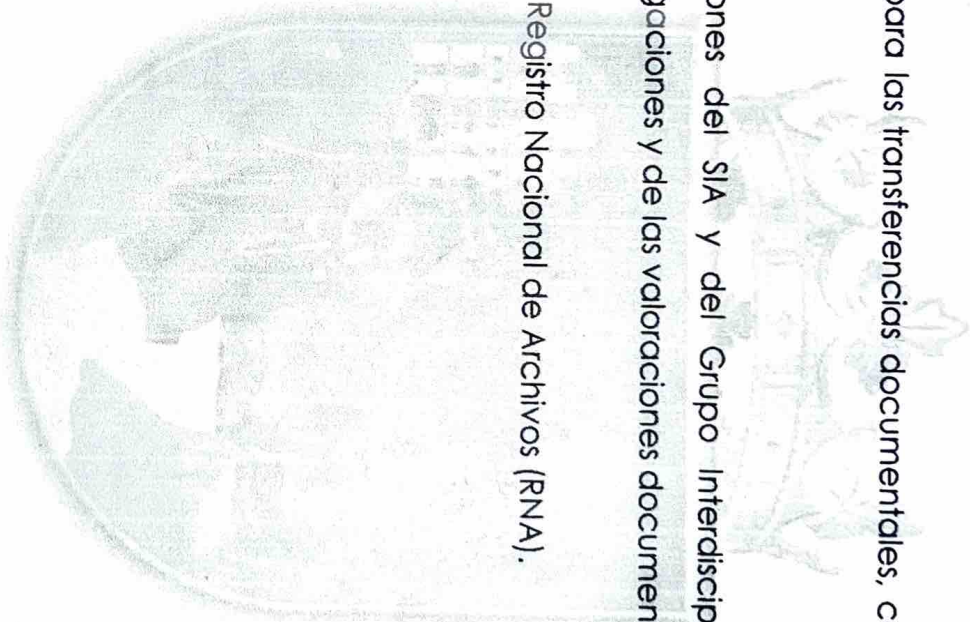 para las transferencias documentales, c
ones del SIA y del Grupo Interdiscip
gaciones y de las valoraciones documen
Registro Nacional de Archivos (RNA).